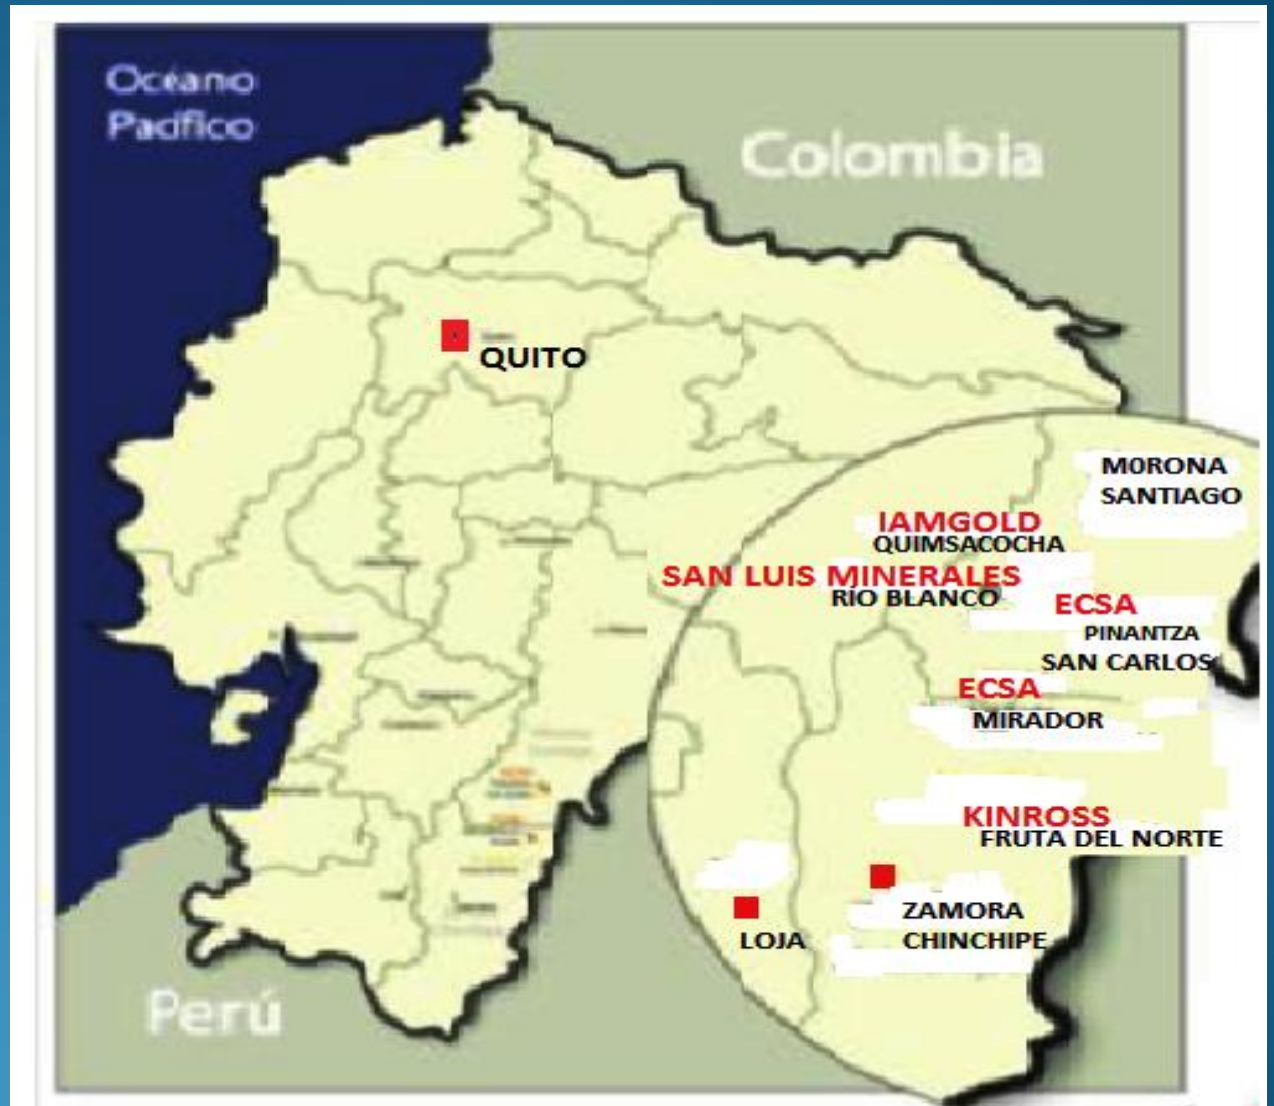 Océano
Pacífico
Colombia
QUITO
M0RONA
SANTIAGO
IAMGOLD
QUIMSACOCHA
SAN LUIS MINERALES
RIO BLANCO
ECSA
PINANTZA
SAN CARLOS
ECSA
MIRADOR
KINROSS
FRUTA DEL NORTE
ZAMORA
CHINCHIPE
LOJA
Perú